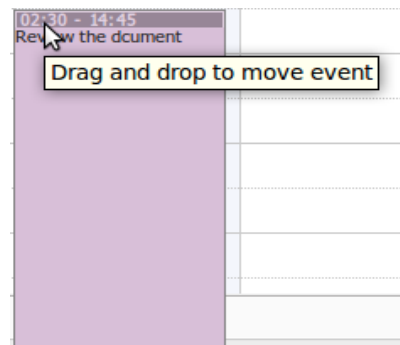 02:30 - 14:45
Review the dcument
Drag and drop to move event